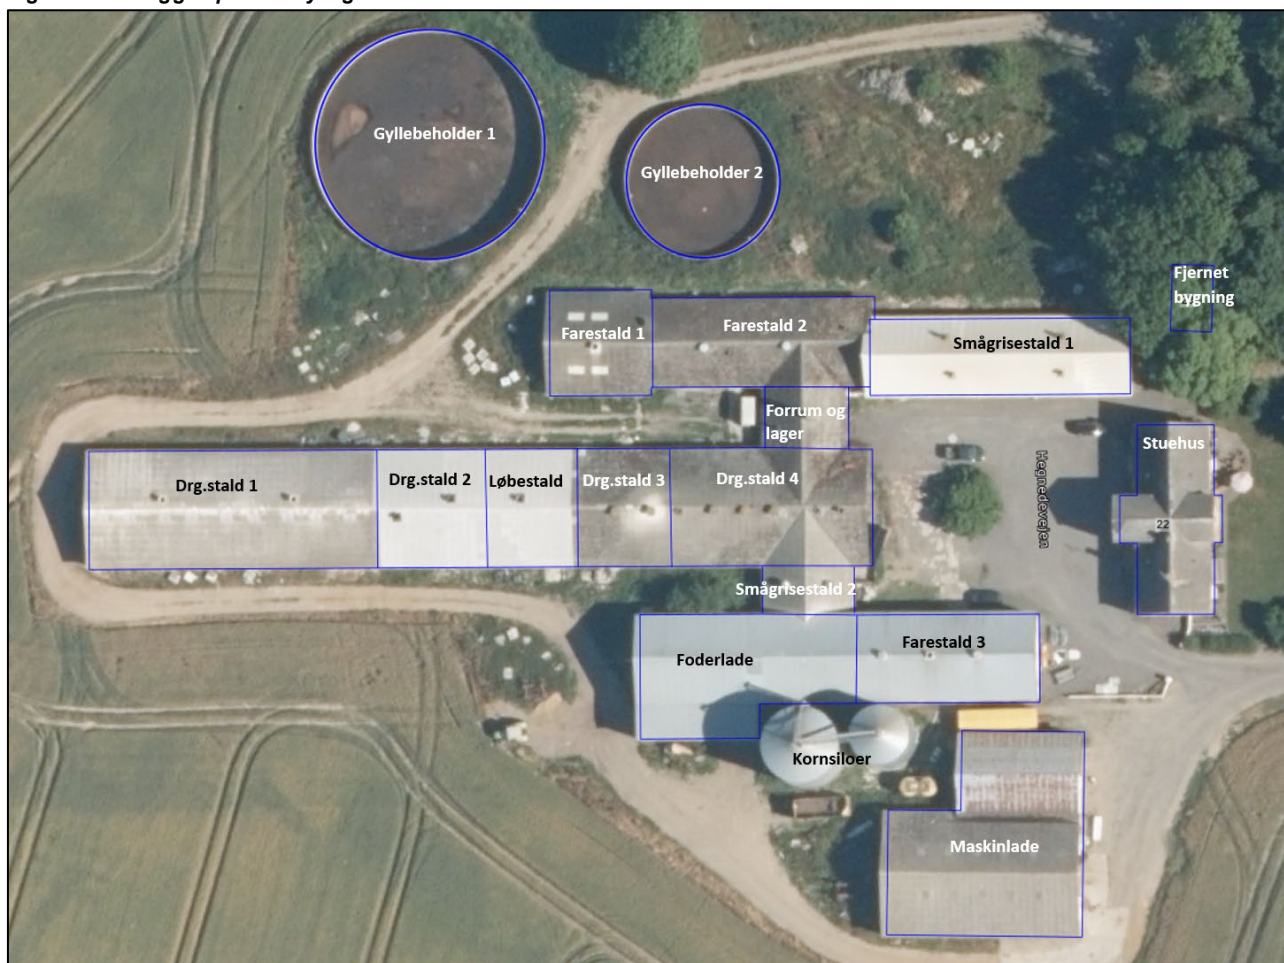 Gyllebeholder 1
Gyllebeholder 2
Fjernet
bygning
Farestald 1
Farestald 2
Smågrisestald 1
Forrum og
lager
Stuehus
Drg.stald 1
Drg.stald 2
Løbestald
Drg.stald 3
Drg.stald 4
Hegnedevejen
22
Smågrisestald 2
Foderlade
Farestald 3
Kornsiloer
Maskinlade